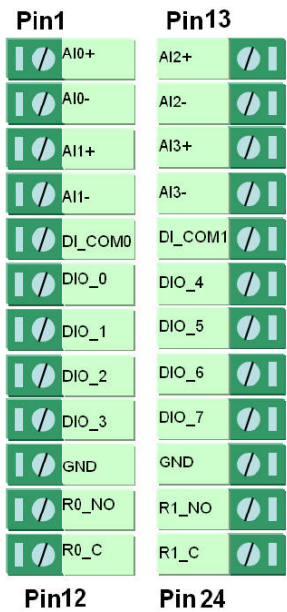 Pin1 Pin13
AI0+ AI2+
AI0- AI2-
AI1+ AI3+
AI1- AI3-
DI_COM0 DI_COM1
DIO_0 DIO_4
DIO_1 DIO_5
DIO_2 DIO_6
DIO_3 DIO_7
GND GND
R0_NO R1_NO
R0_C R1_C
Pin12 Pin 24